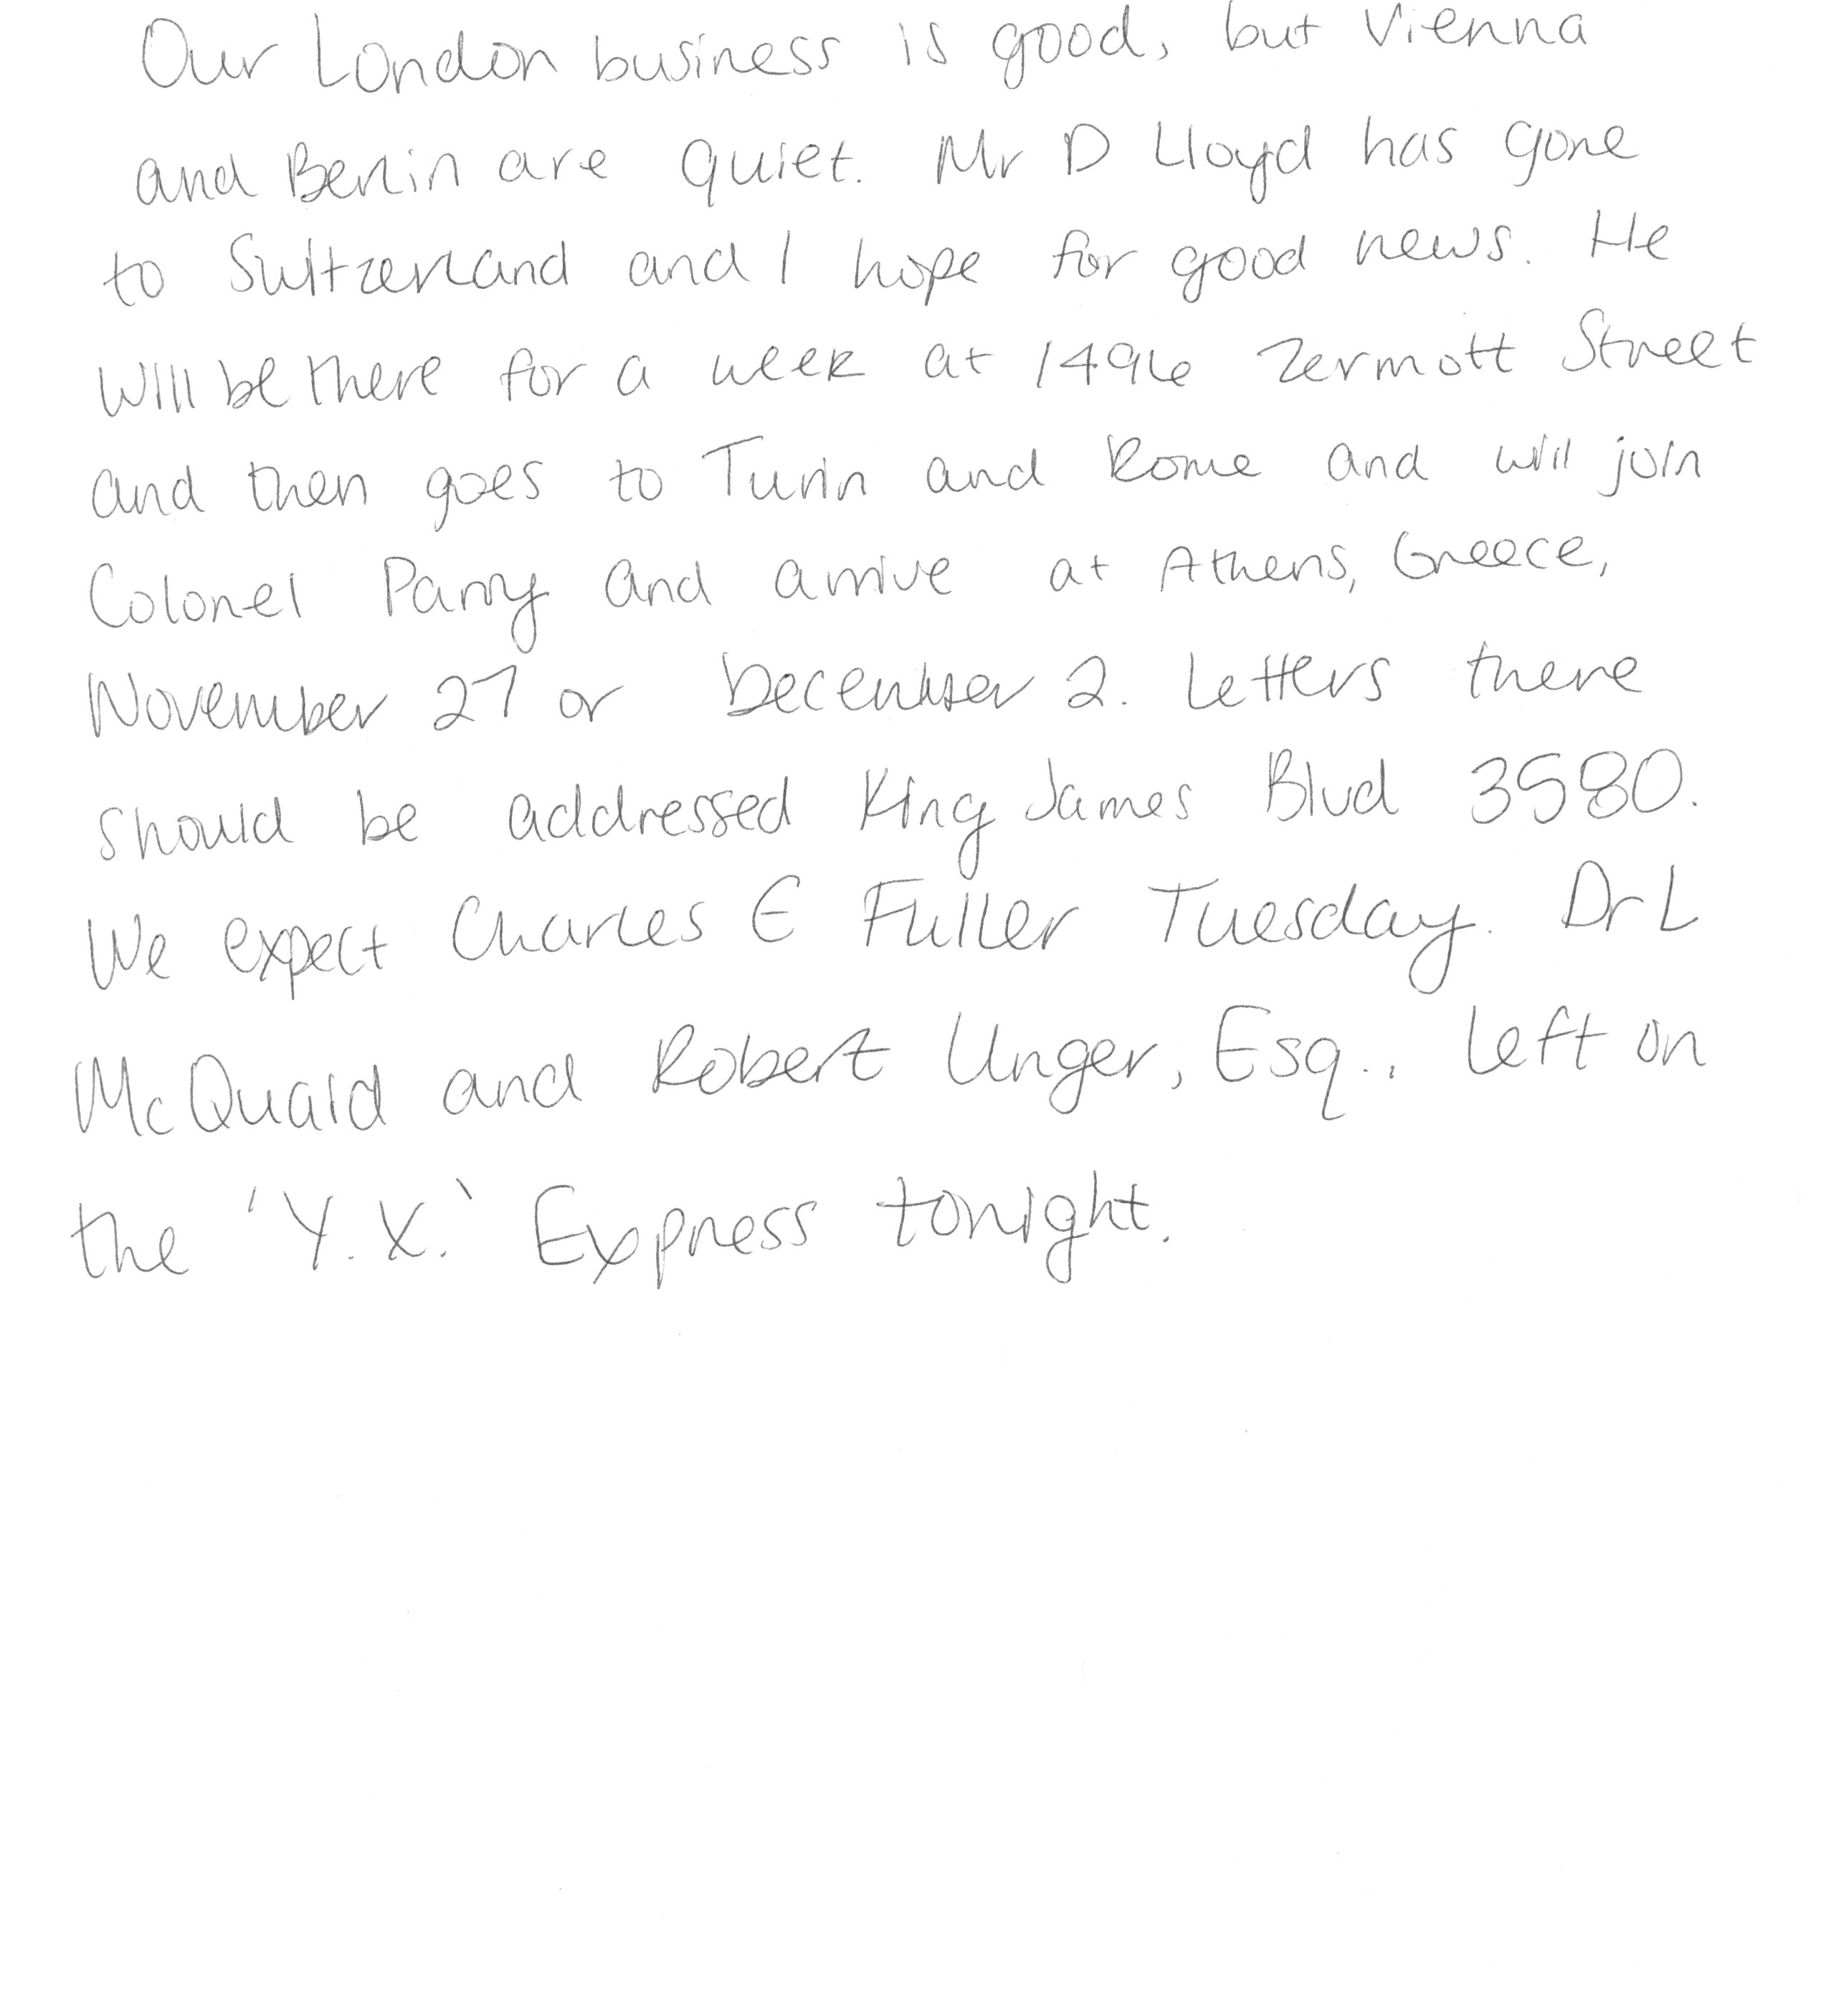 Our London business is good, but Vienna
and Berlin are quiet. Mr D Lloyd has gone
to Switzerland and I hope for good news. He
will be there for a week at 1496 Zermott Street
and then goes to Turin and Rome and will join
Colonel Parry and arrive at Athens, Greece,
November 27 or December 2. Letters there
should be addressed King James Blvd 3580.
We expect Charles E Fuller Tuesday. Dr L
McQuaid and Robert Unger, Esq., left on
the 'Y.X.' Express tonight.